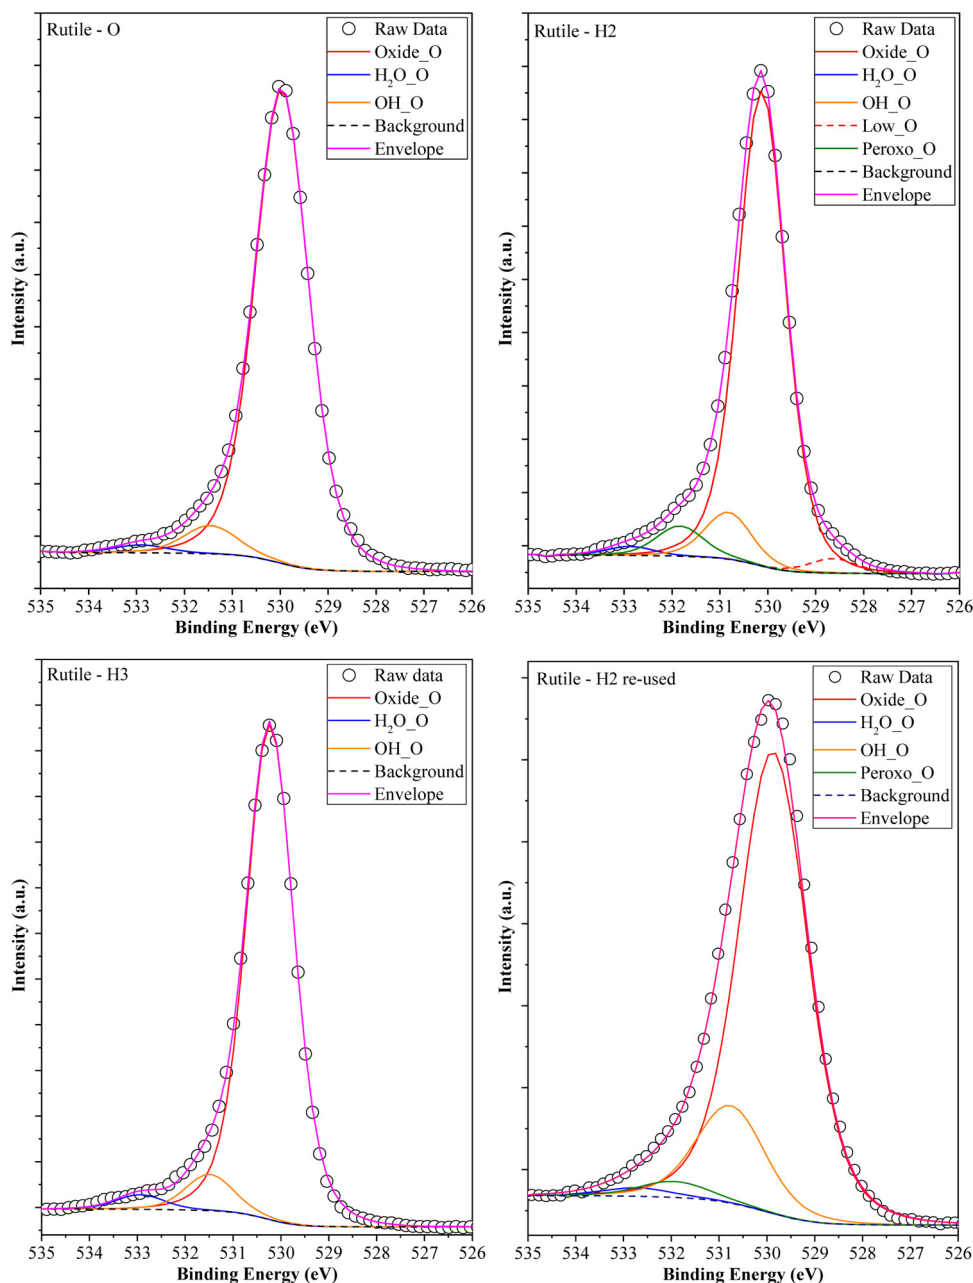 Rutile - O
Raw Data
Oxide_O
H₂O_O
OH_O
Background
Envelope
Intensity (a.u.)
535 534 533 532 531 530 529 528 527 526
Binding Energy (eV)
Rutile - H2
Raw Data
Oxide_O
H₂O_O
OH_O
Low_O
Peroxo_O
Background
Envelope
Intensity (a.u.)
535 534 533 532 531 530 529 528 527 526
Binding Energy (eV)
Rutile - H3
Raw data
Oxide_O
H₂O_O
OH_O
Background
Envelope
Intensity (a.u.)
535 534 533 532 531 530 529 528 527 526
Binding Energy (eV)
Rutile - H2 re-used
Raw Data
Oxide_O
H₂O_O
OH_O
Peroxo_O
Background
Envelope
Intensity (a.u.)
535 534 533 532 531 530 529 528 527 526
Binding Energy (eV)